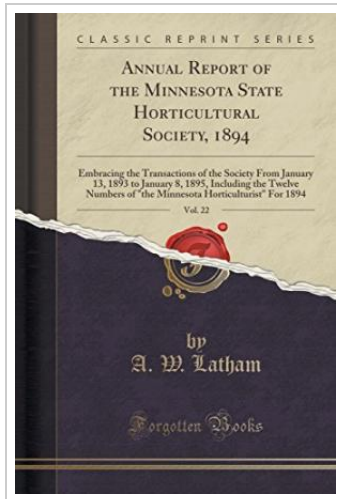 CLASSIC REPRINT SERIES
ANNUAL REPORT OF
THE MINNESOTA STATE
HORTICULTURAL
SOCIETY, 1894
Embracing the Transactions of the Society From January
13, 1893 to January 8, 1895, Including the Twelve
Numbers of "the Minnesota Horticulturist" For 1894
Vol. 22
by
A. W. Latham
Forgotten Books